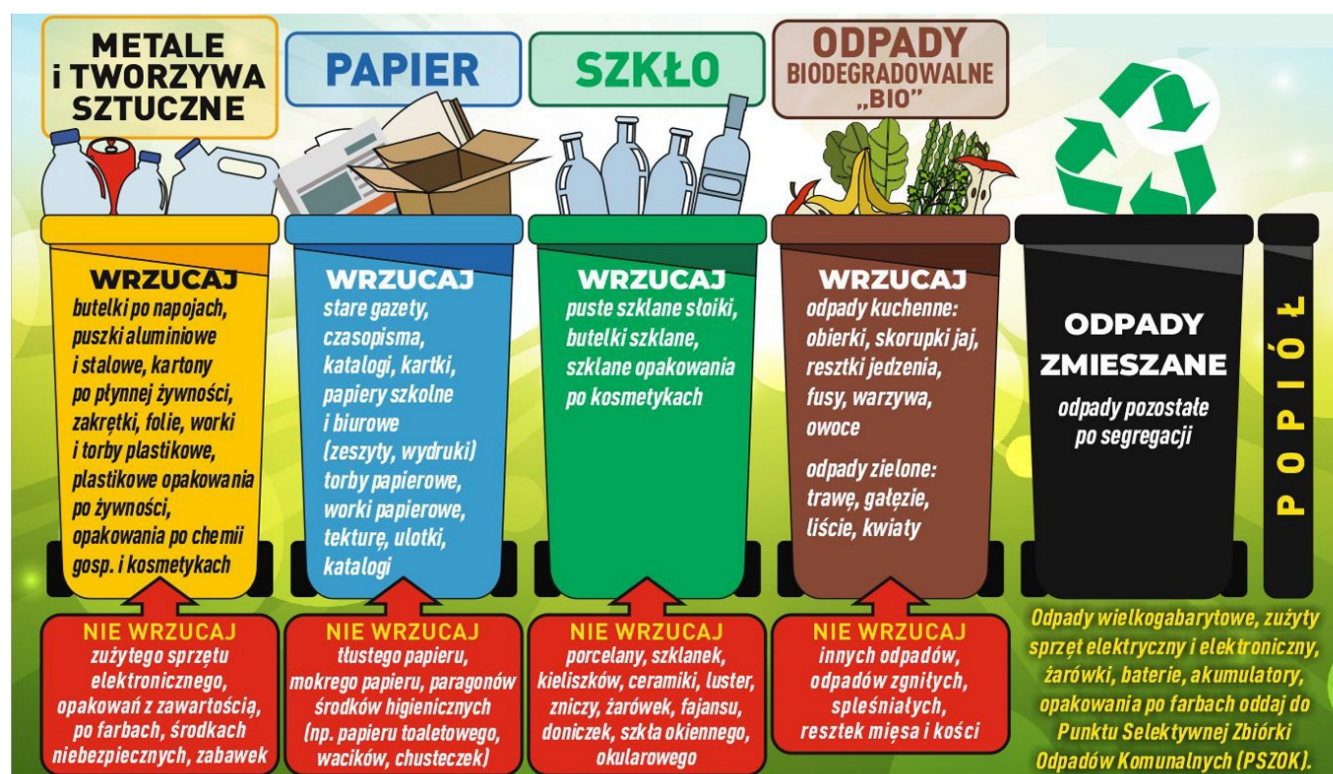 METALE
i TWORZYWA
SZTUCZNE
WRZUCAJ
butelki po napojach,
puszki aluminiowe
i stalowe, kartony
po płynnej żywności,
zakrętki, folie, worki
i torby plastikowe,
plastikowe opakowania
po żywności,
opakowania po chemii
gosp. i kosmetykach
NIE WRZUCAJ
zużytego sprzętu
elektronicznego,
opakowań z zawartością,
po farbach, środkach
niebezpiecznych, zabawek
PAPIER
WRZUCAJ
stare gazety,
czasopisma,
katalogi, kartki,
papiery szkolne
i biurowe
(zeszyty, wydruki)
torby papierowe,
worki papierowe,
tekturę, ulotki,
katalogi
NIE WRZUCAJ
tłustego papieru,
mokrego papieru, paragonów
środków higienicznych
(np. papieru toaletowego,
wacików, chusteczek)
SZKŁO
WRZUCAJ
puste szklane słoiki,
butelki szklane,
szklane opakowania
po kosmetykach
NIE WRZUCAJ
porcelany, szklanek,
kieliszków, ceramiki, luster,
zniczy, żarówek, fajansu,
doniczek, szkła okiennego,
okularowego
ODPADY
BIODEGRADOWALNE
„BIO”
WRZUCAJ
odpady kuchenne:
obierki, skorupki jaj,
resztki jedzenia,
fusy, warzywa,
owoce
odpady zielone:
trawę, gałęzie,
liście, kwiaty
NIE WRZUCAJ
innych odpadów,
odpadów zgniłych,
spleśniałych,
resztek mięsa i kości
ODPADY
ZMIESZANE
odpady pozostałe
po segregacji
POPIÓŁ
Odpady wielkogabarytowe, zużyty
sprzęt elektryczny i elektroniczny,
żarówki, baterie, akumulatory,
opakowania po farbach oddaj do
Punktu Selektywnej Zbiórki
Odpadów Komunalnych (PSZOK).